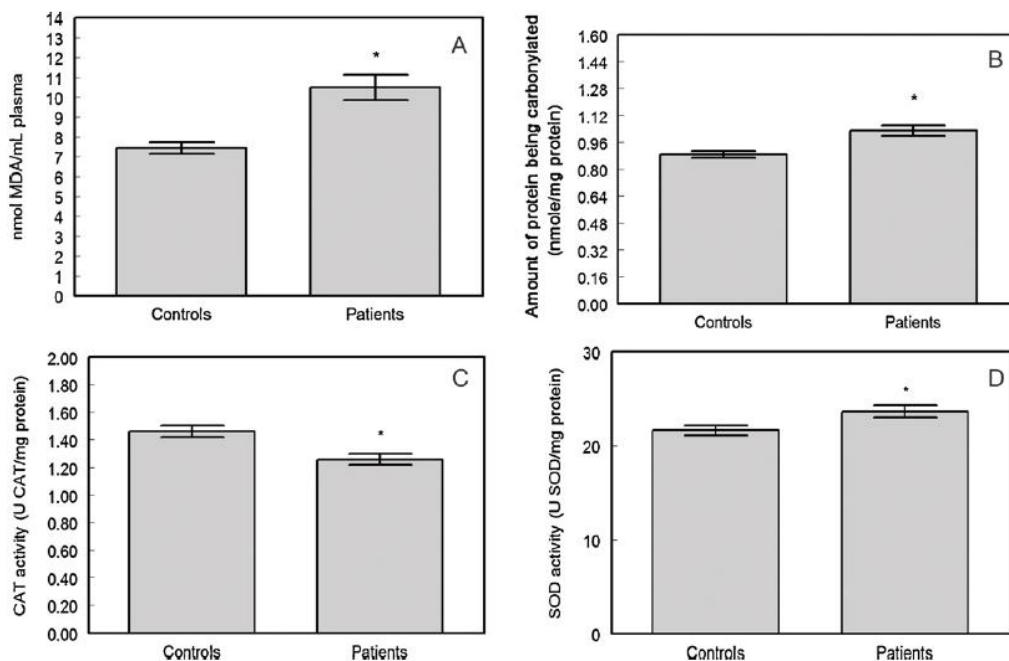 A
nmol MDA/mL plasma
14
13
12
11
10
9
8
7
6
5
4
3
2
1
0
*
Controls
Patients
B
Amount of protein being carbonylated
(nmole/mg protein)
1.60
1.44
1.28
1.12
0.96
0.80
0.64
0.48
0.32
0.16
0.00
*
Controls
Patients
C
CAT activity (U CAT/mg protein)
2.00
1.80
1.60
1.40
1.20
1.00
0.80
0.60
0.40
0.20
0.00
*
Controls
Patients
D
SOD activity (U SOD/mg protein)
30
20
10
0
*
Controls
Patients